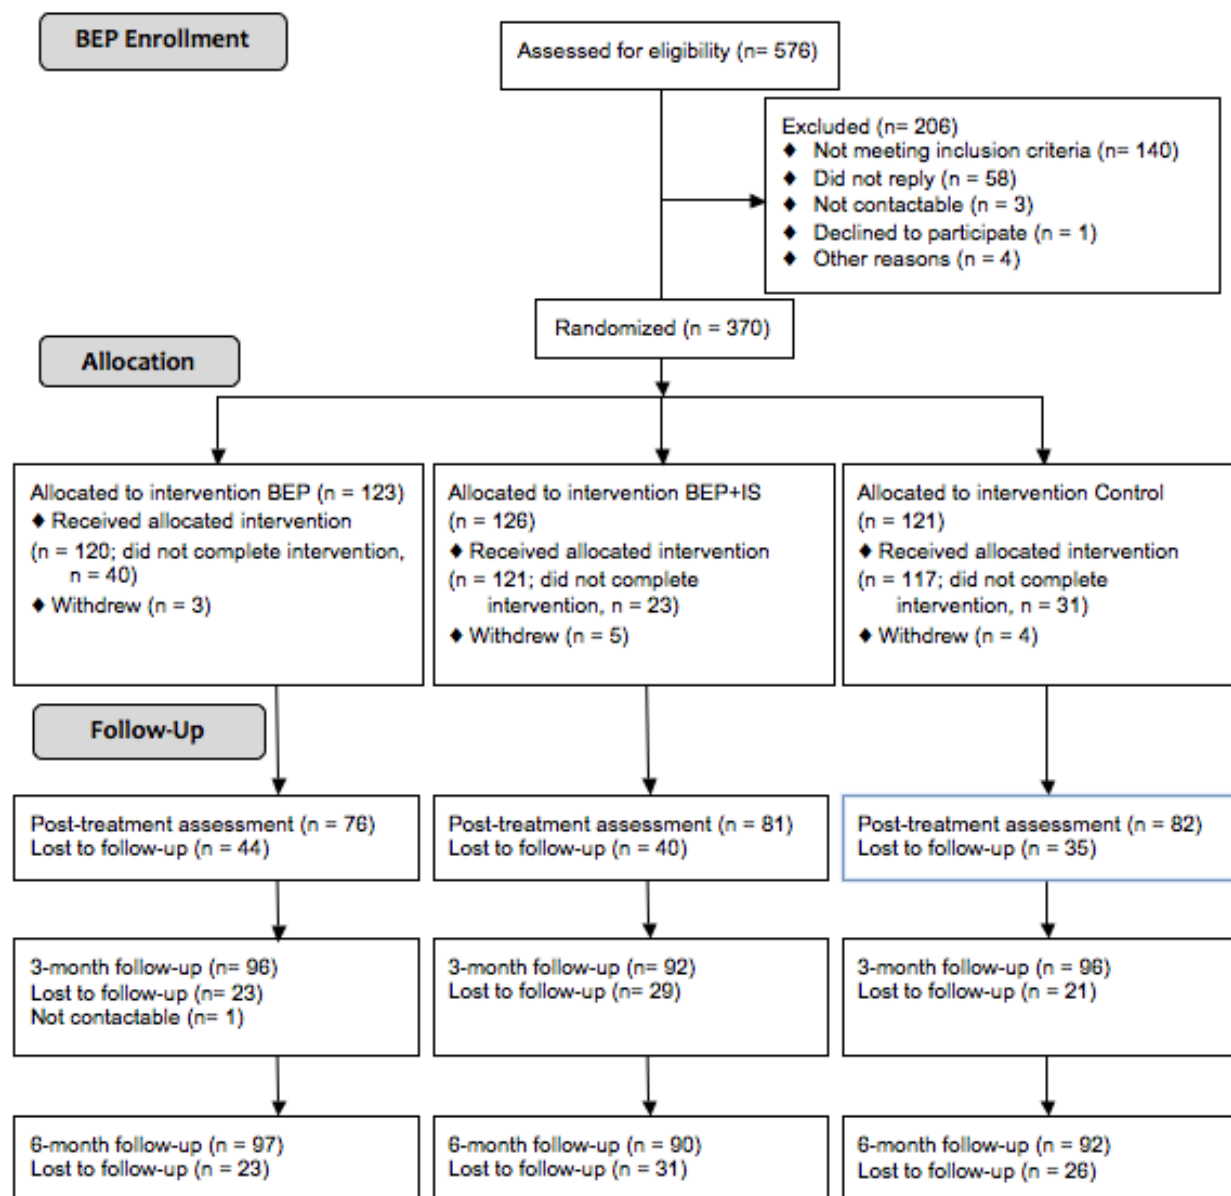 BEP Enrollment
Assessed for eligibility (n= 576)
Excluded (n= 206)
♦ Not meeting inclusion criteria (n= 140)
♦ Did not reply (n = 58)
♦ Not contactable (n = 3)
♦ Declined to participate (n = 1)
♦ Other reasons (n = 4)
Randomized (n = 370)
Allocation
Allocated to intervention BEP (n = 123)
♦ Received allocated intervention
(n = 120; did not complete intervention,
n = 40)
♦ Withdrew (n = 3)
Allocated to intervention BEP+IS
(n = 126)
♦ Received allocated intervention
(n = 121; did not complete
intervention, n = 23)
♦ Withdrew (n = 5)
Allocated to intervention Control
(n = 121)
♦ Received allocated intervention
(n = 117; did not complete
intervention, n = 31)
♦ Withdrew (n = 4)
Follow-Up
Post-treatment assessment (n = 76)
Lost to follow-up (n = 44)
Post-treatment assessment (n = 81)
Lost to follow-up (n = 40)
Post-treatment assessment (n = 82)
Lost to follow-up (n = 35)
3-month follow-up (n= 96)
Lost to follow-up (n= 23)
Not contactable (n= 1)
3-month follow-up (n= 92)
Lost to follow-up (n= 29)
3-month follow-up (n = 96)
Lost to follow-up (n = 21)
6-month follow-up (n = 97)
Lost to follow-up (n = 23)
6-month follow-up (n = 90)
Lost to follow-up (n = 31)
6-month follow-up (n = 92)
Lost to follow-up (n = 26)